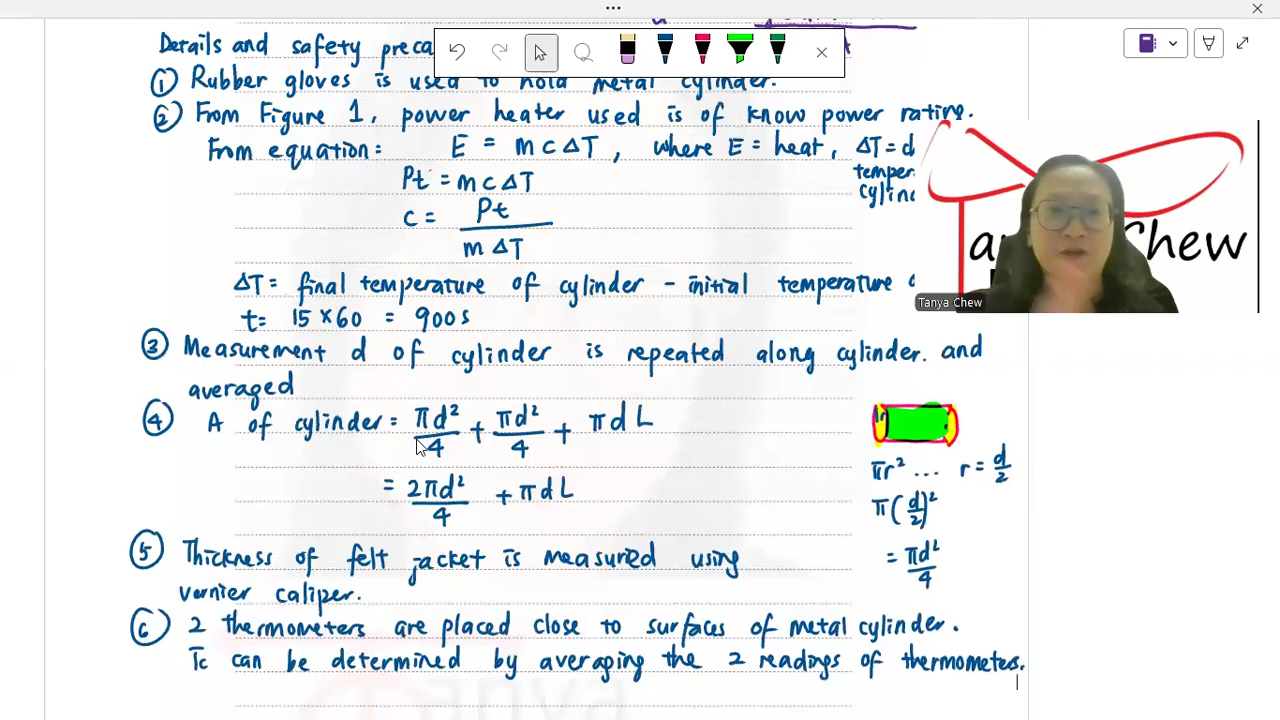 Details and safety preca
① Rubber gloves is used to hold metal cylinder.
② From Figure 1, power heater used is of know power rating.
From equation: E = mcΔT, where E = heat, ΔT = d
temper
cylind
Pt = mcΔT
c = Pt / mΔT
ΔT = final temperature of cylinder - initial temperature o
t = 15 × 60 = 900s
③ Measurement d of cylinder is repeated along cylinder. and
averaged
④ A of cylinder = πd²/4 + πd²/4 + πdL
= 2πd²/4 + πdL
πr² ... r = d/2
π(d/2)²
= πd²/4
⑤ Thickness of felt jacket is measured using
vernier caliper.
⑥ 2 thermometers are placed close to surfaces of metal cylinder.
Tc can be determined by averaging the 2 readings of thermometers.
an Chew
Tanya Chew